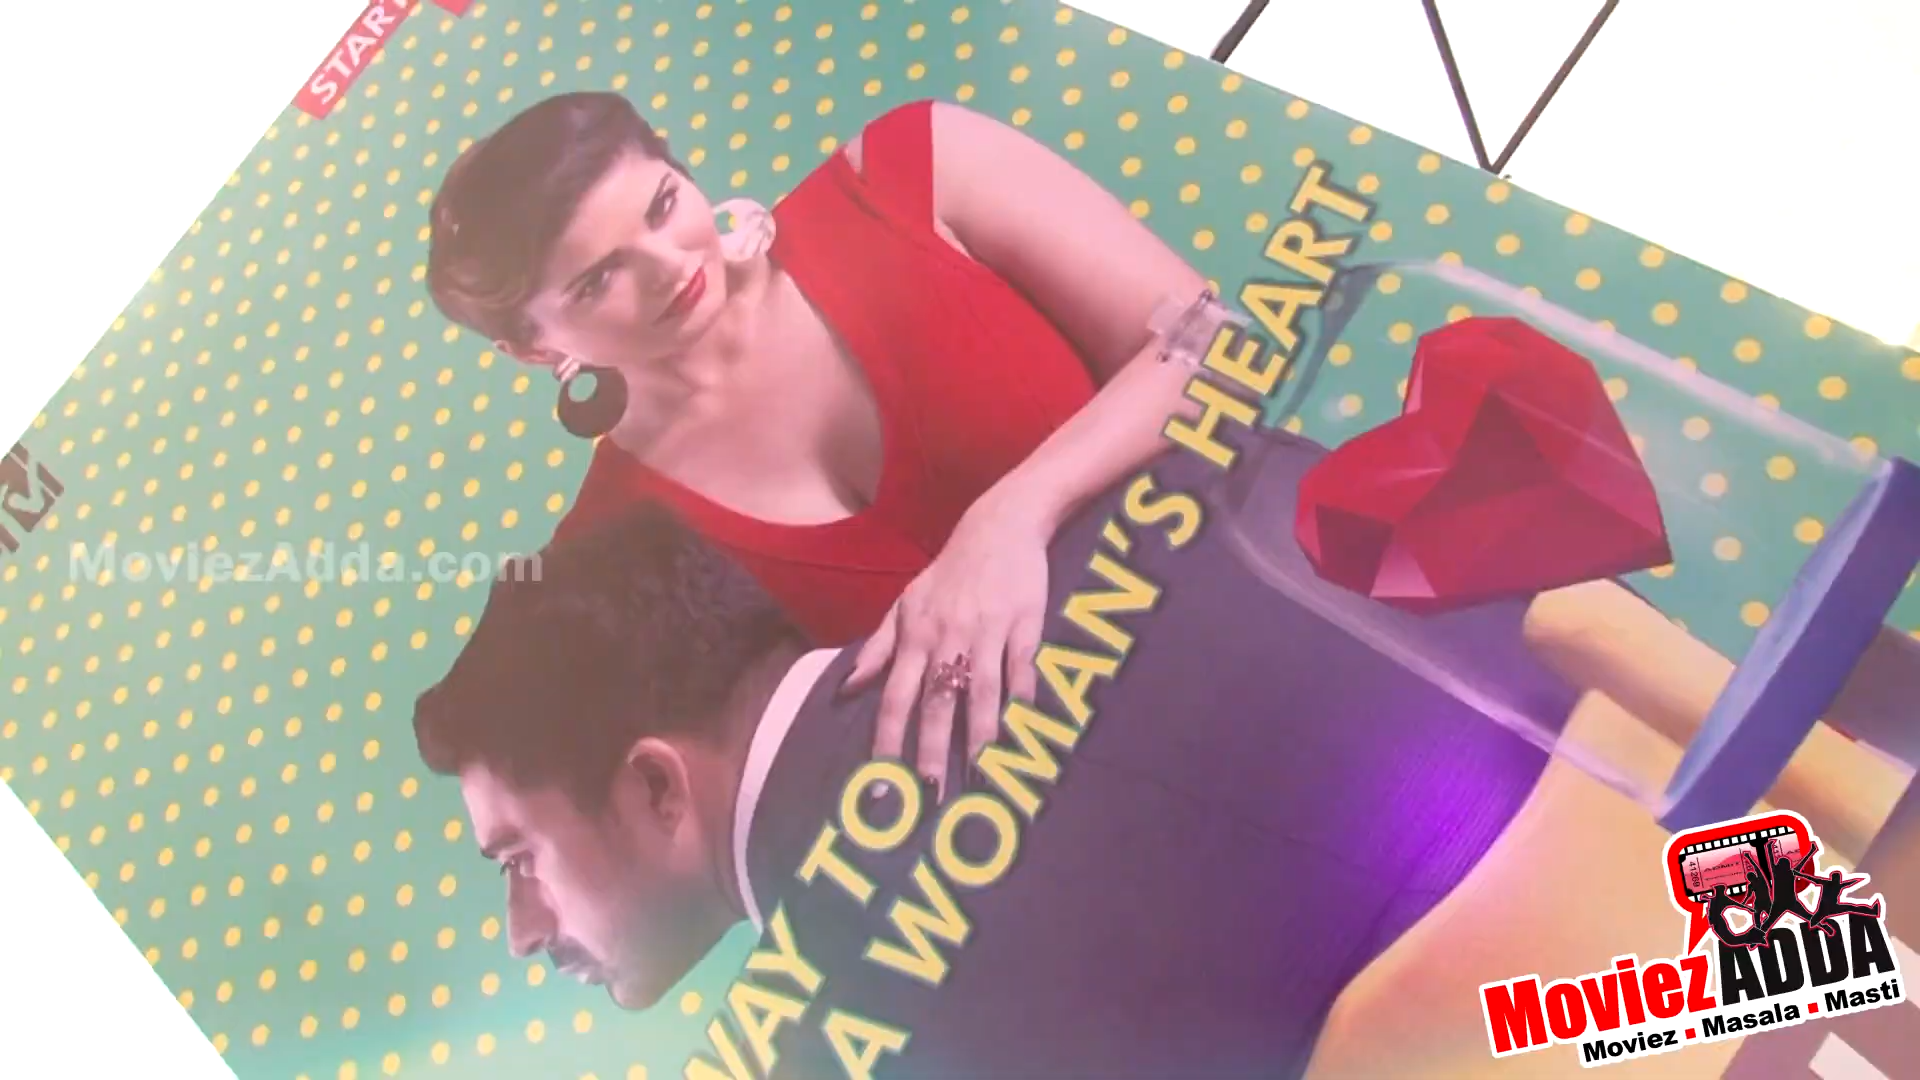 START
MoviezAdda.com
WAY TO
A WOMAN'S HEART
MoviezADDA
Moviez ▪ Masala ▪ Masti